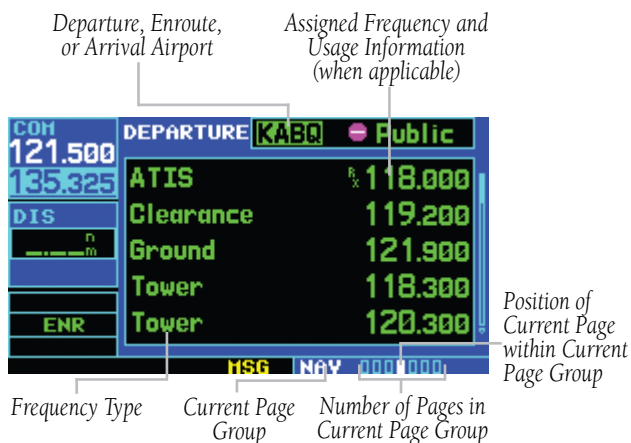 Departure, Enroute,
or Arrival Airport
Assigned Frequency and
Usage Information
(when applicable)
COM
121.500
135.325
DIS
__.__nm
ENR
DEPARTURE KABQ Public
ATIS Rx118.000
Clearance 119.200
Ground 121.900
Tower 118.300
Tower 120.300
MSG NAV
Position of
Current Page
within Current
Page Group
Frequency Type
Current Page
Group
Number of Pages in
Current Page Group